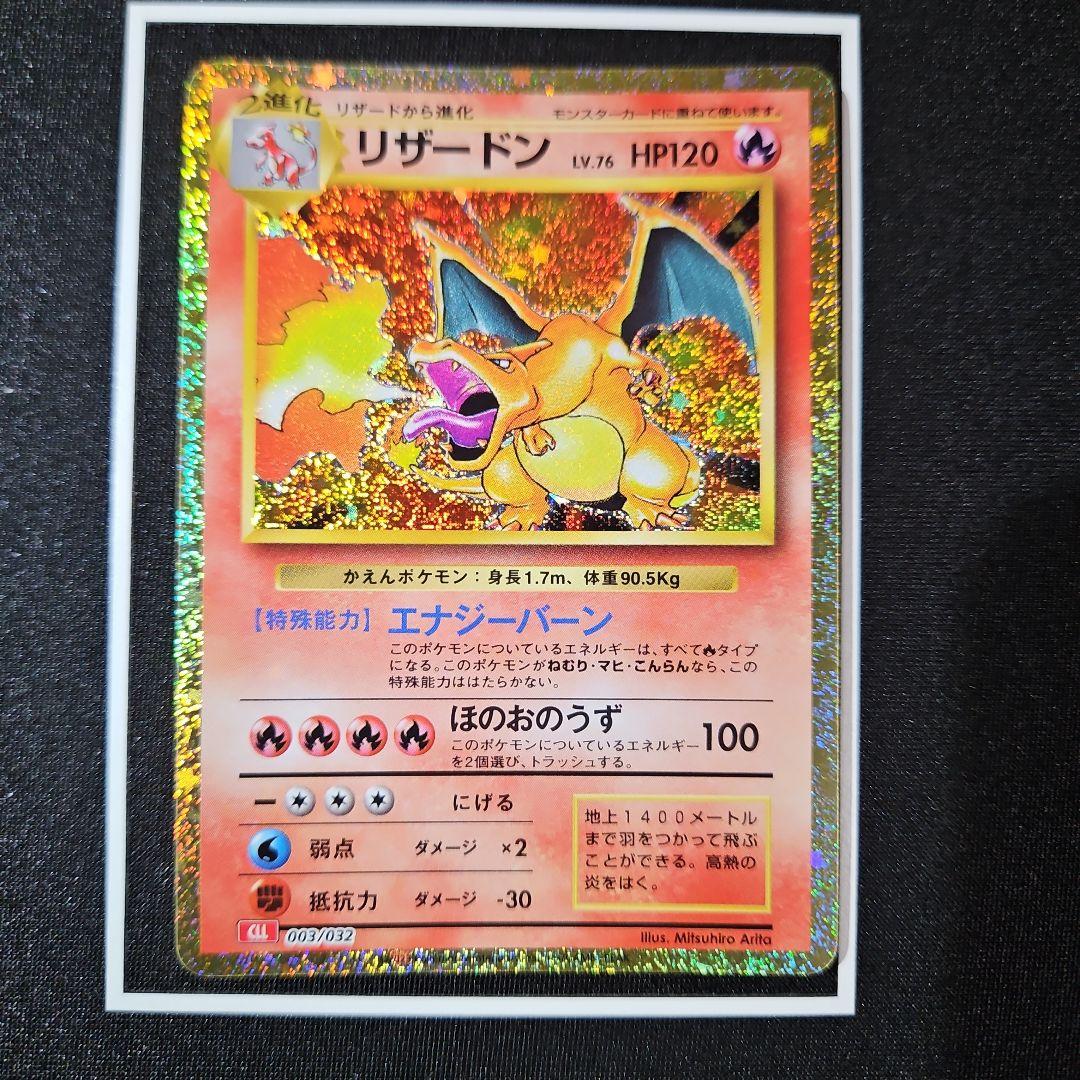 2進化 リザードから進化 モンスターカードに重ねて使います。
リザードン LV.76 HP120
かえんポケモン：身長1.7m、体重90.5Kg
【特殊能力】エナジーバーン
このポケモンについているエネルギーは、すべて🔥タイプ
になる。このポケモンがねむり・マヒ・こんらんなら、この
特殊能力ははたらかない。
ほのおのうず 100
このポケモンについているエネルギー
を2個選び、トラッシュする。
にげる
弱点 ダメージ ×2
抵抗力 ダメージ -30
地上1400メートル
まで羽をつかって飛ぶ
ことができる。高熱の
炎をはく。
CLL 003/032
Illus. Mitsuhiro Arita